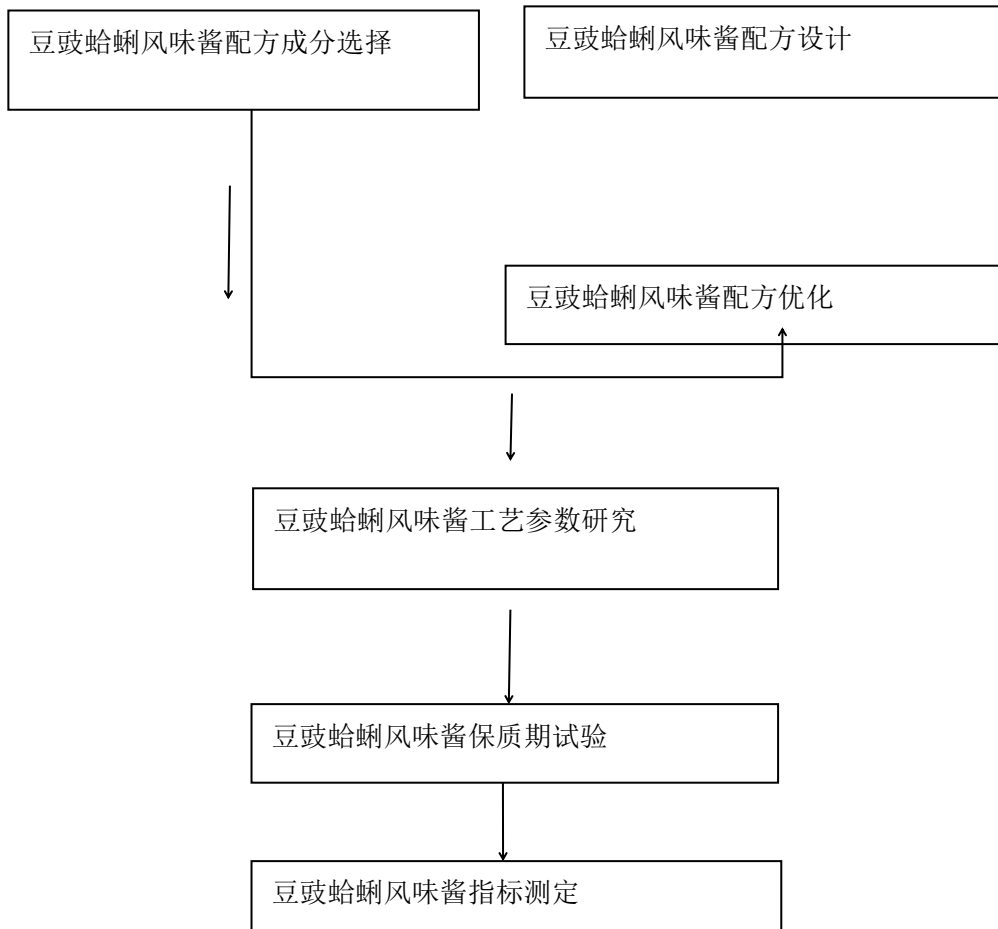 豆豉蛤蜊风味酱配方成分选择
豆豉蛤蜊风味酱配方设计
豆豉蛤蜊风味酱配方优化
豆豉蛤蜊风味酱工艺参数研究
豆豉蛤蜊风味酱保质期试验
豆豉蛤蜊风味酱指标测定